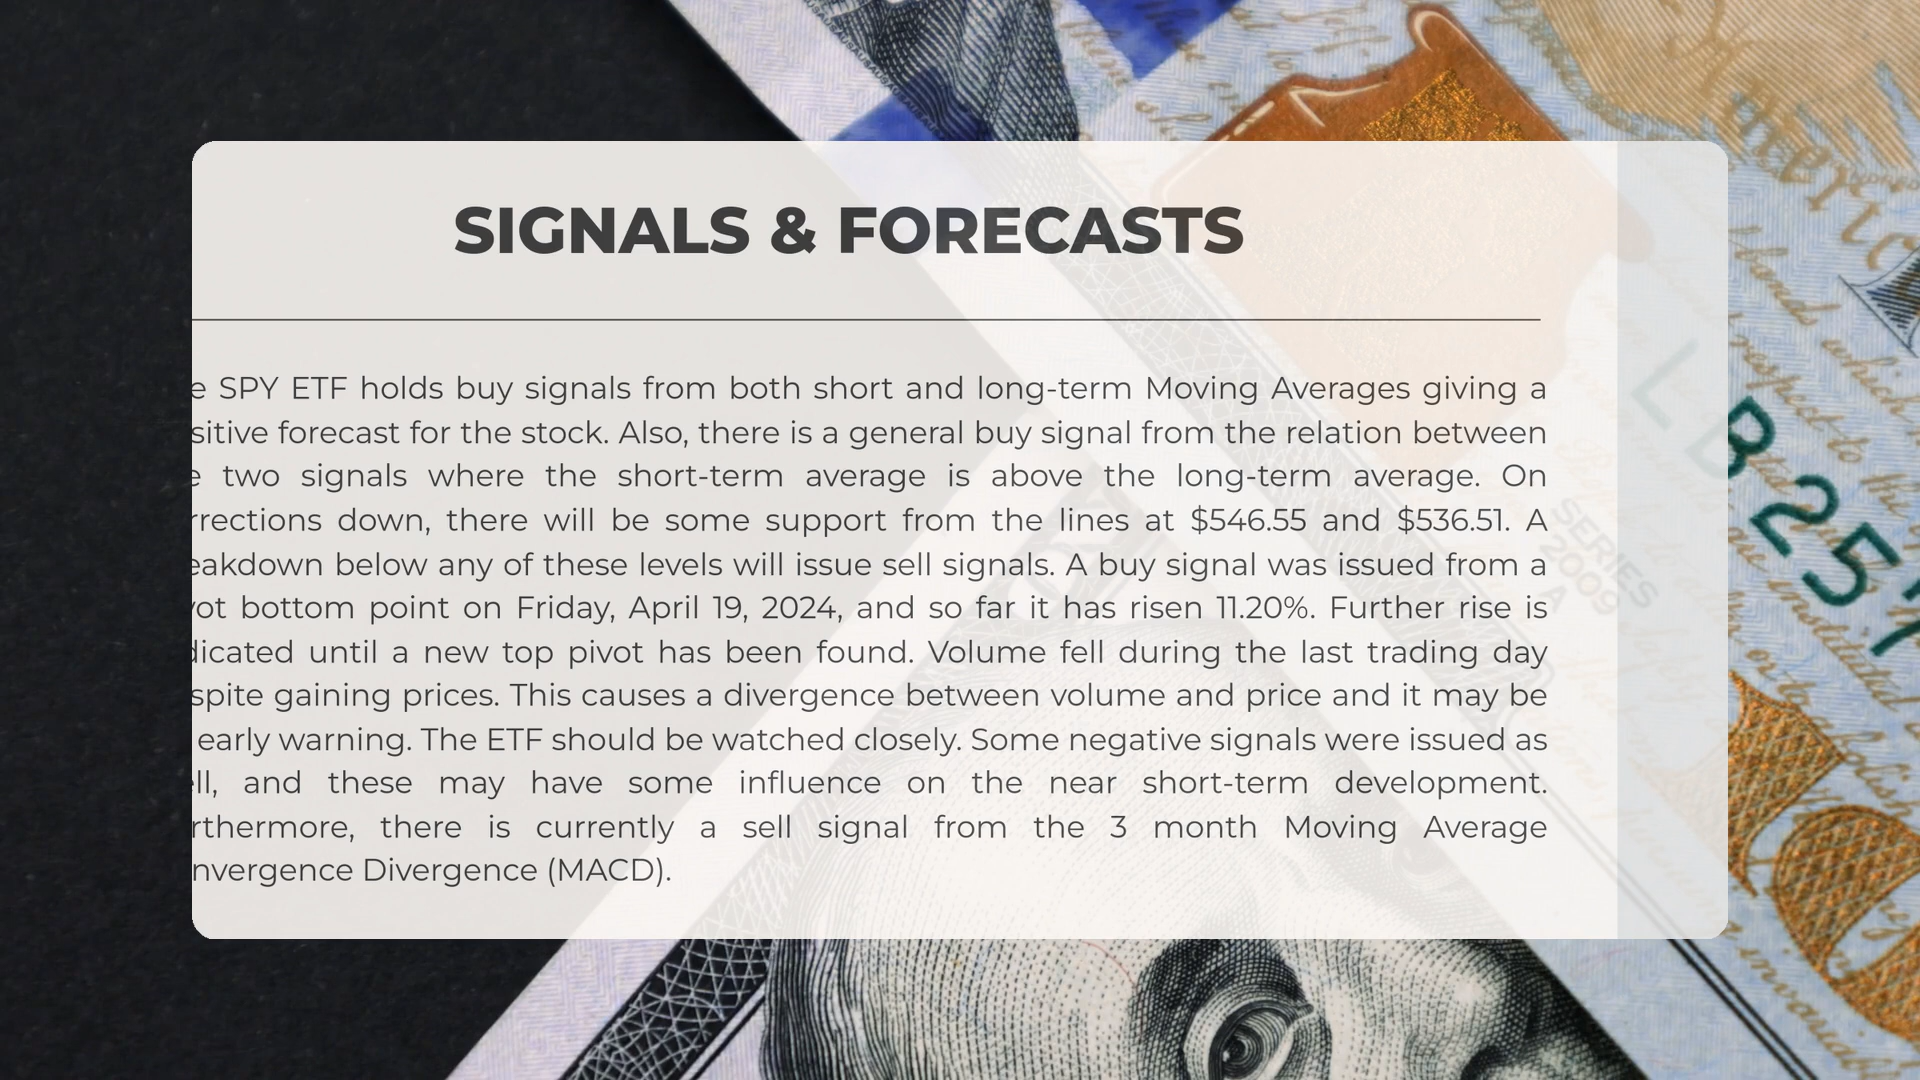 SIGNALS & FORECASTS
e SPY ETF holds buy signals from both short and long-term Moving Averages giving a
sitive forecast for the stock. Also, there is a general buy signal from the relation between
e two signals where the short-term average is above the long-term average. On
rrections down, there will be some support from the lines at $546.55 and $536.51. A
eakdown below any of these levels will issue sell signals. A buy signal was issued from a
vot bottom point on Friday, April 19, 2024, and so far it has risen 11.20%. Further rise is
dicated until a new top pivot has been found. Volume fell during the last trading day
spite gaining prices. This causes a divergence between volume and price and it may be
early warning. The ETF should be watched closely. Some negative signals were issued as
ll, and these may have some influence on the near short-term development.
rthermore, there is currently a sell signal from the 3 month Moving Average
nvergence Divergence (MACD).
L B 25
SERIES
2009
A